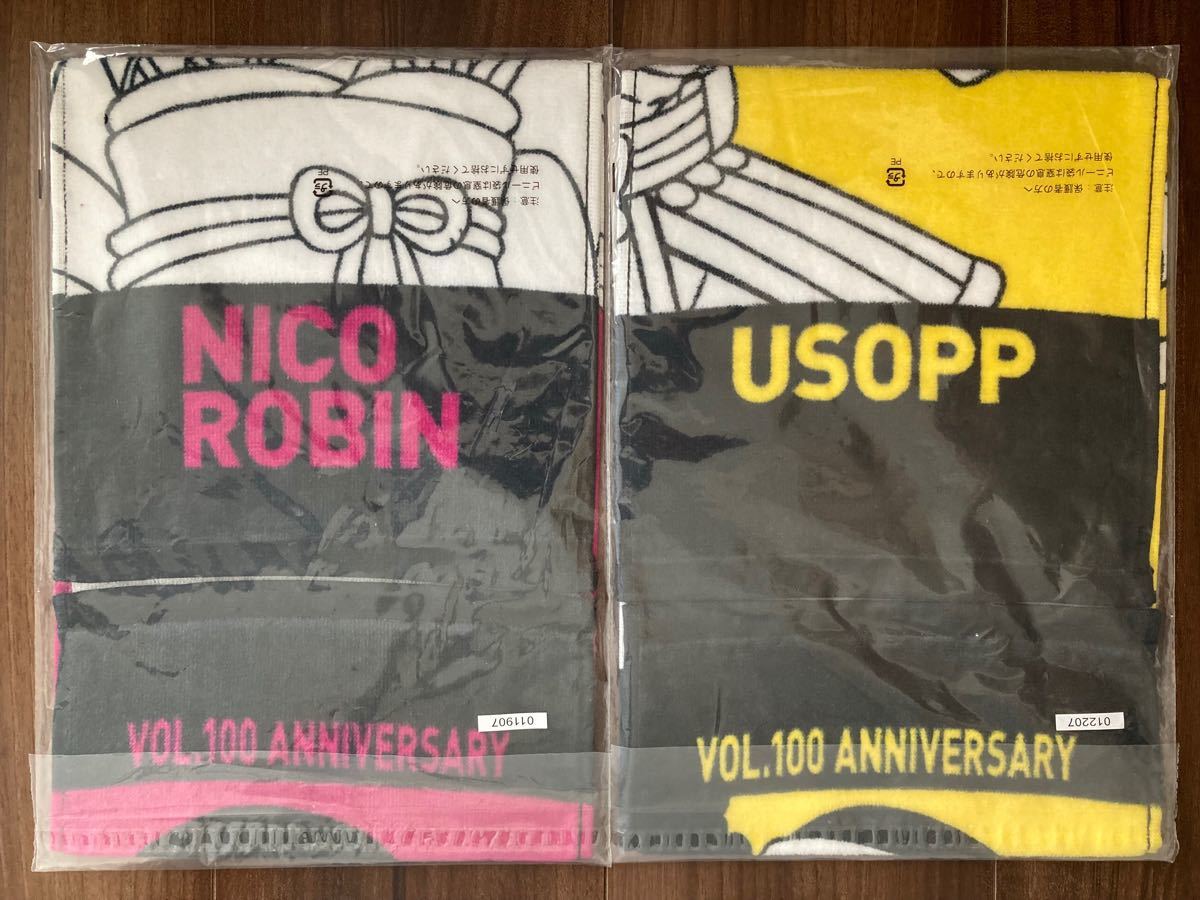 注意:保護者の方へ
ビニール袋は窒息の危険がありますので、
使用せずにお捨てください。
プラ
PE
NICO
ROBIN
VOL.100 ANNIVERSARY
011907
注意:保護者の方へ
ビニール袋は窒息の危険がありますので、
使用せずにお捨てください。
プラ
PE
USOPP
VOL.100 ANNIVERSARY
012207